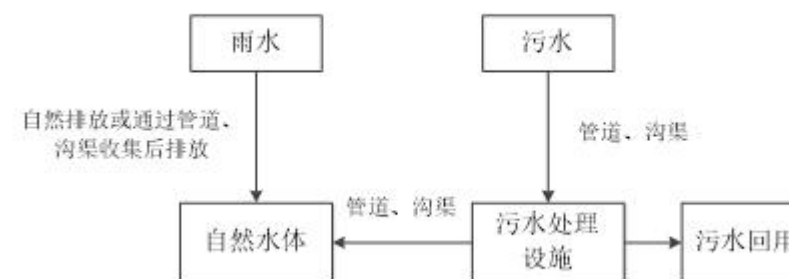 雨水
污水
自然排放或通过管道、
沟渠收集后排放
管道、沟渠
管道、沟渠
自然水体
污水处理
设施
污水回用